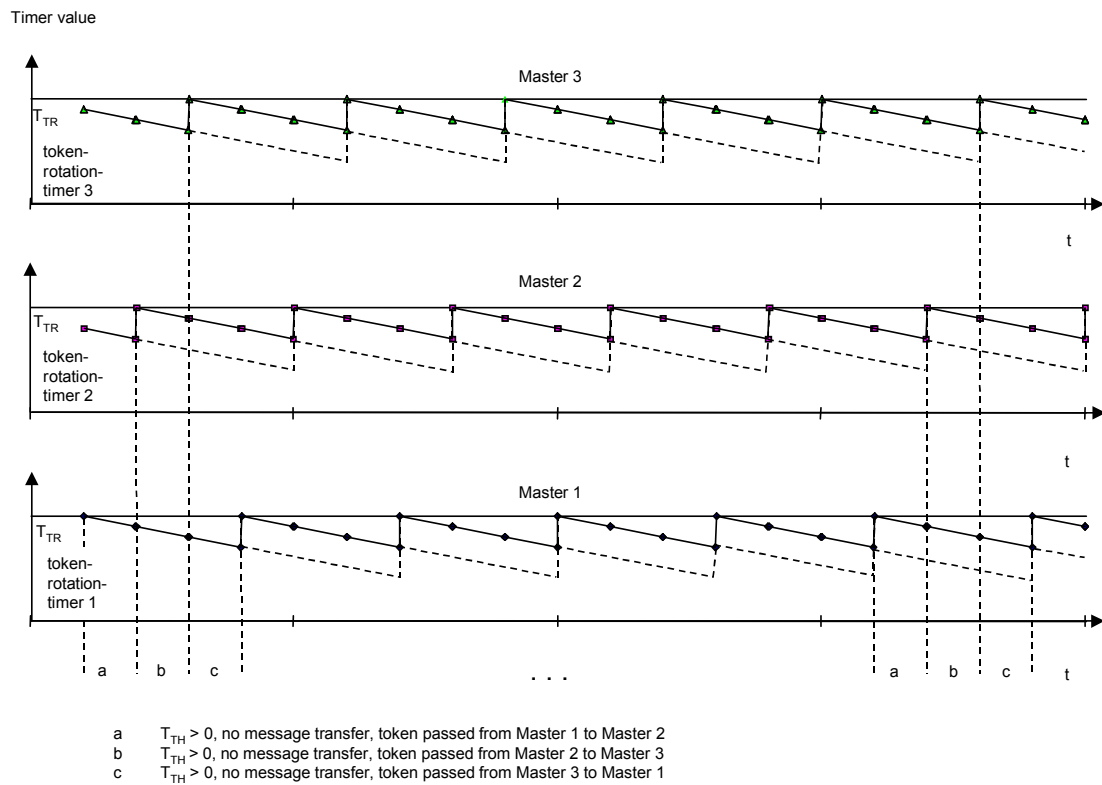 Timer value
Master 3
T_TR
token-
rotation-
timer 3
t
Master 2
T_TR
token-
rotation-
timer 2
t
Master 1
T_TR
token-
rotation-
timer 1
a b c . . . a b c t
a T_TH > 0, no message transfer, token passed from Master 1 to Master 2
b T_TH > 0, no message transfer, token passed from Master 2 to Master 3
c T_TH > 0, no message transfer, token passed from Master 3 to Master 1